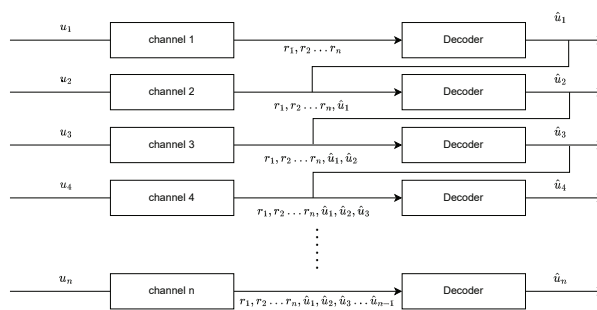 u₁ channel 1 r₁, r₂ … rₙ Decoder û₁
u₂ channel 2 r₁, r₂ … rₙ, û₁ Decoder û₂
u₃ channel 3 r₁, r₂ … rₙ, û₁, û₂ Decoder û₃
u₄ channel 4 r₁, r₂ … rₙ, û₁, û₂, û₃ Decoder û₄
uₙ channel n r₁, r₂ … rₙ, û₁, û₂, û₃ … ûₙ₋₁ Decoder ûₙ